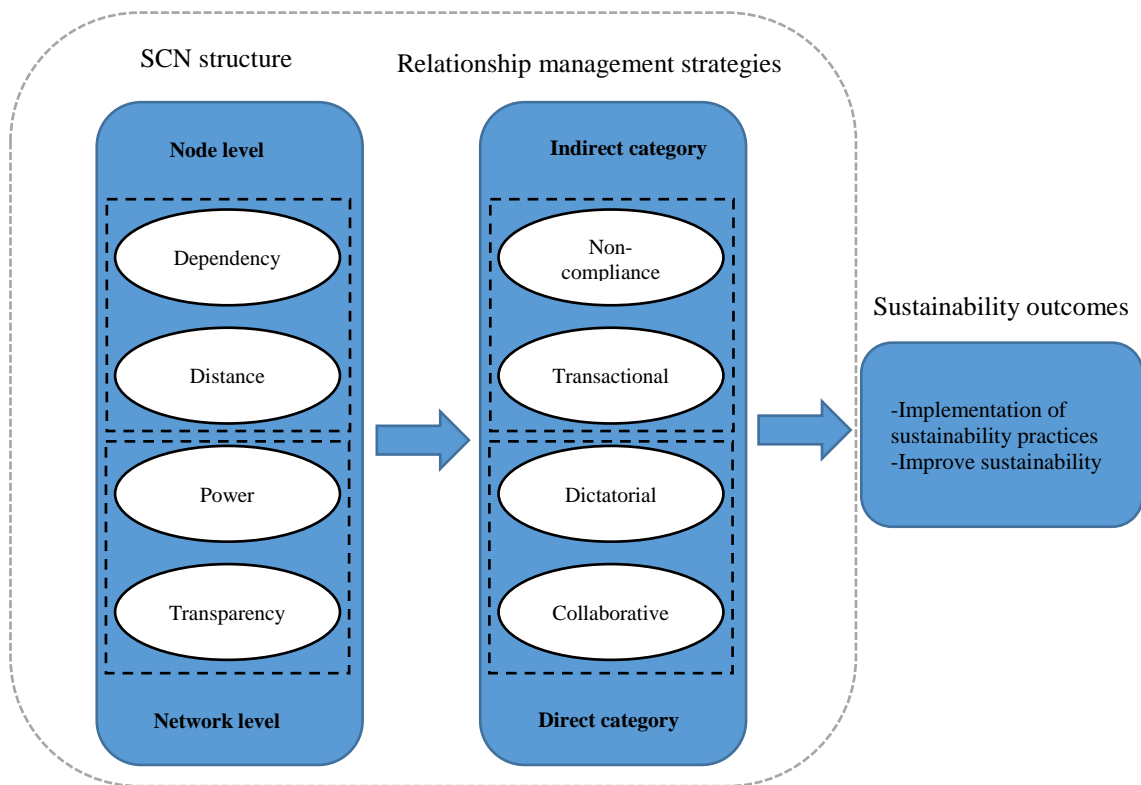 SCN structure
Relationship management strategies
Node level
Dependency
Distance
Power
Transparency
Network level
Indirect category
Non-
compliance
Transactional
Dictatorial
Collaborative
Direct category
Sustainability outcomes
-Implementation of
sustainability practices
-Improve sustainability